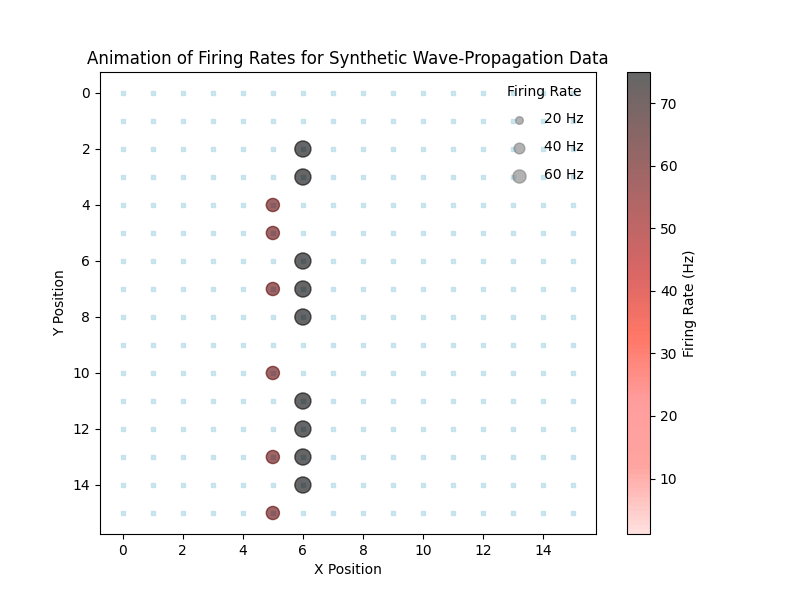 Animation of Firing Rates for Synthetic Wave-Propagation Data
Firing Rate
20 Hz
40 Hz
60 Hz
0
2
4
6
8
10
12
14
Y Position
0 2 4 6 8 10 12 14
X Position
70
60
50
40
30
20
10
Firing Rate (Hz)